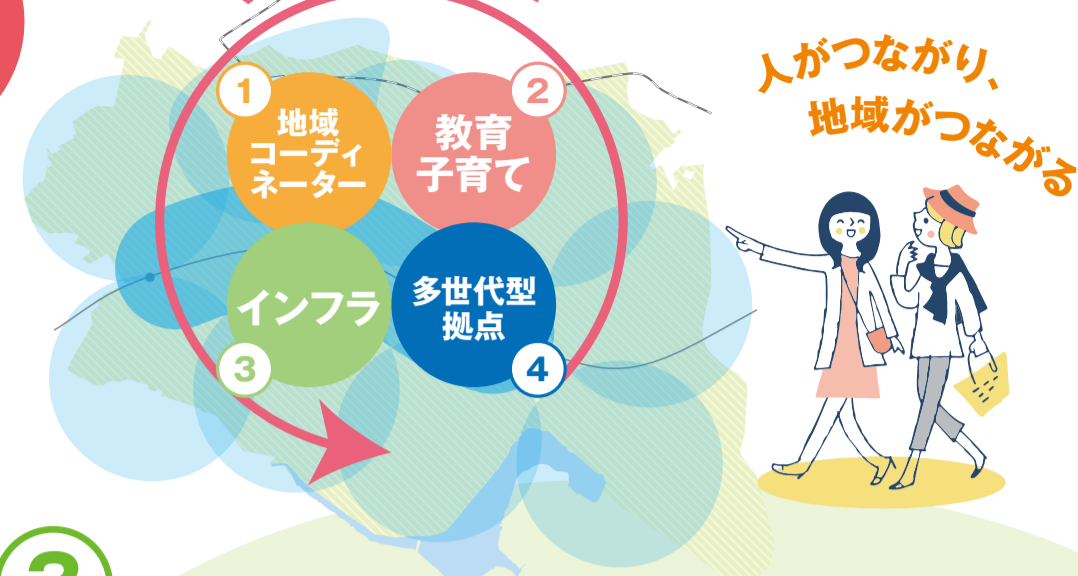 1
地域
コーディ
ネーター
2
教育
子育て
3
インフラ
4
多世代型
拠点
人がつながり、
地域がつながる